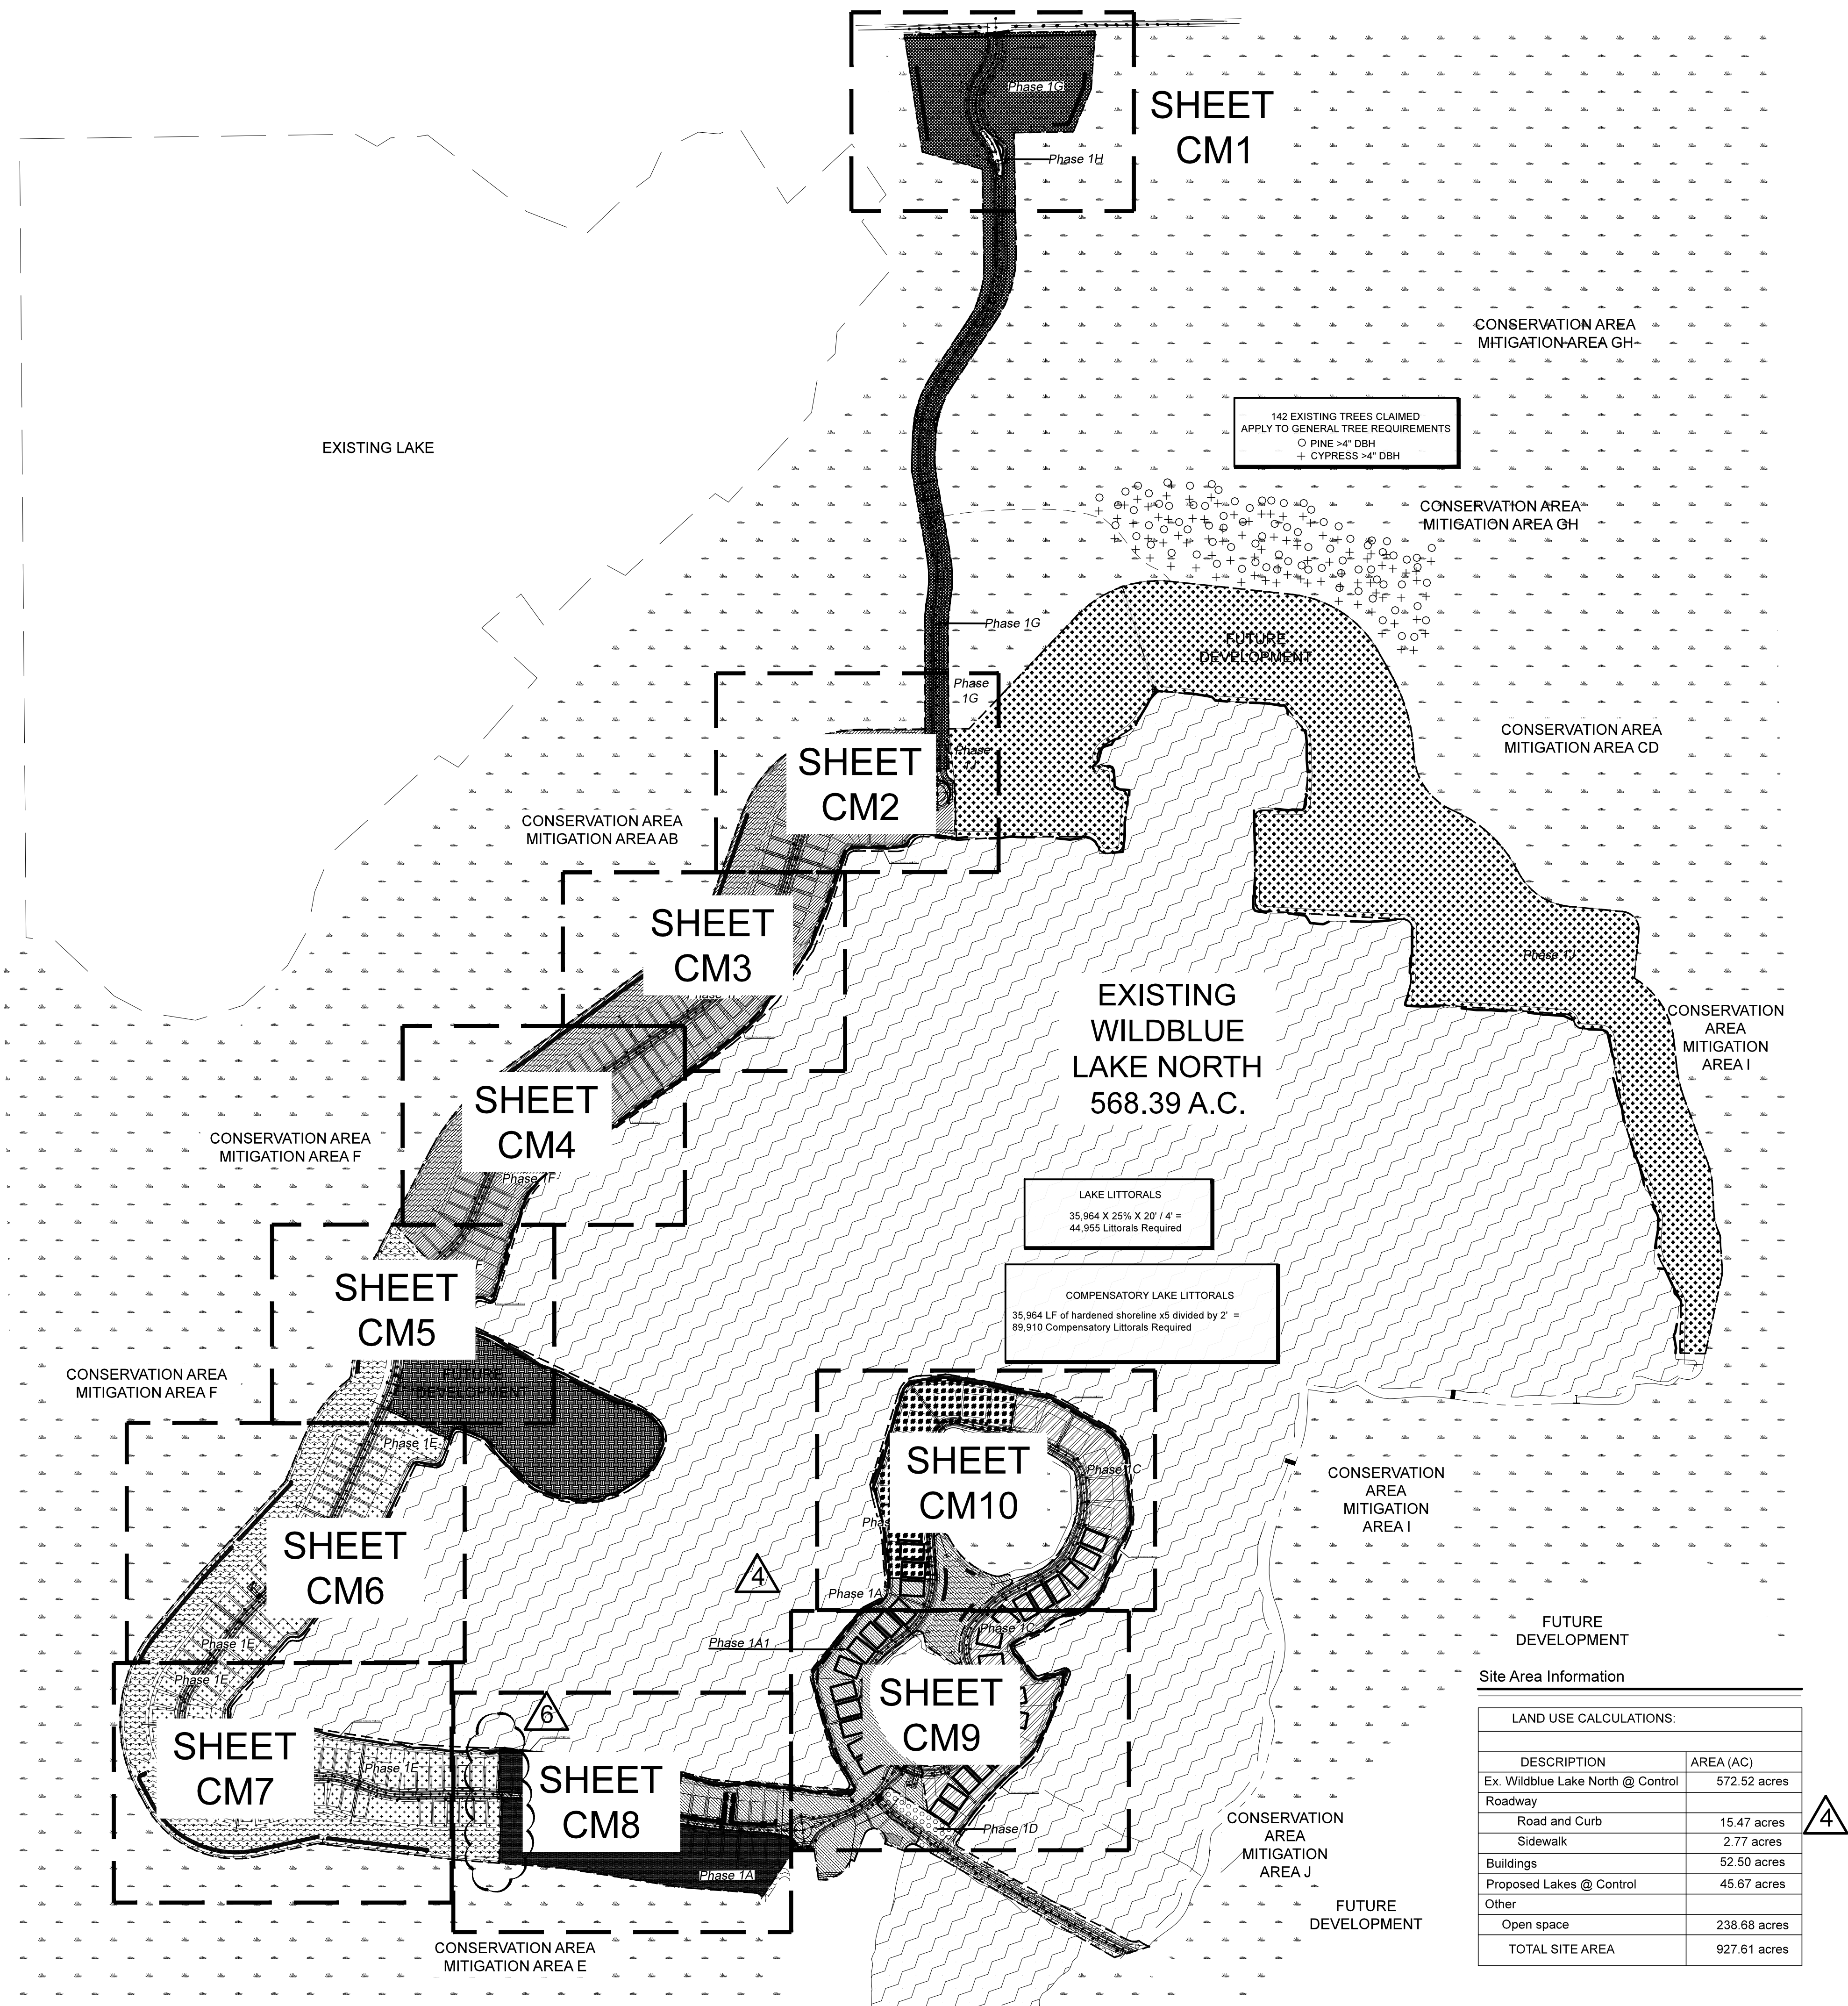 Phase 1G
SHEET
CM1
Phase 1H
CONSERVATION AREA
MITIGATION AREA GH
142 EXISTING TREES CLAIMED
APPLY TO GENERAL TREE REQUIREMENTS
PINE >4" DBH
CYPRESS >4" DBH
EXISTING LAKE
CONSERVATION AREA
MITIGATION AREA GH
Phase 1G
FUTURE
DEVELOPMENT
Phase
1G
CONSERVATION AREA
MITIGATION AREA CD
SHEET
CM2
Phase
1J
CONSERVATION AREA
MITIGATION AREA AB
SHEET
CM3
Phase 1J
EXISTING
WILDBLUE
LAKE NORTH
568.39 A.C.
CONSERVATION
AREA
MITIGATION
AREA I
SHEET
CM4
CONSERVATION AREA
MITIGATION AREA F
Phase 1F
LAKE LITTORALS
35,964 X 25% X 20' / 4' =
44,955 Littorals Required
SHEET
CM5
COMPENSATORY LAKE LITTORALS
35,964 LF of hardened shoreline x5 divided by 2' =
89,910 Compensatory Littorals Required
CONSERVATION AREA
MITIGATION AREA F
FUTURE
DEVELOPMENT
Phase 1E
SHEET
CM10
Phase 1C
CONSERVATION
AREA
MITIGATION
AREA I
SHEET
CM6
4
Phase 1A
Phase 1A1
Phase 1C
Phase 1E
Phase 1E
FUTURE
DEVELOPMENT
SHEET
CM9
6
SHEET
CM7
Phase 1E
SHEET
CM8
Phase 1D
Phase 1A
CONSERVATION
AREA
MITIGATION
AREA J
FUTURE
DEVELOPMENT
CONSERVATION AREA
MITIGATION AREA E
Site Area Information
LAND USE CALCULATIONS:
DESCRIPTION AREA (AC)
Ex. Wildblue Lake North @ Control 572.52 acres
Roadway
Road and Curb 15.47 acres
4
Sidewalk 2.77 acres
Buildings 52.50 acres
Proposed Lakes @ Control 45.67 acres
Other
Open space 238.68 acres
TOTAL SITE AREA 927.61 acres